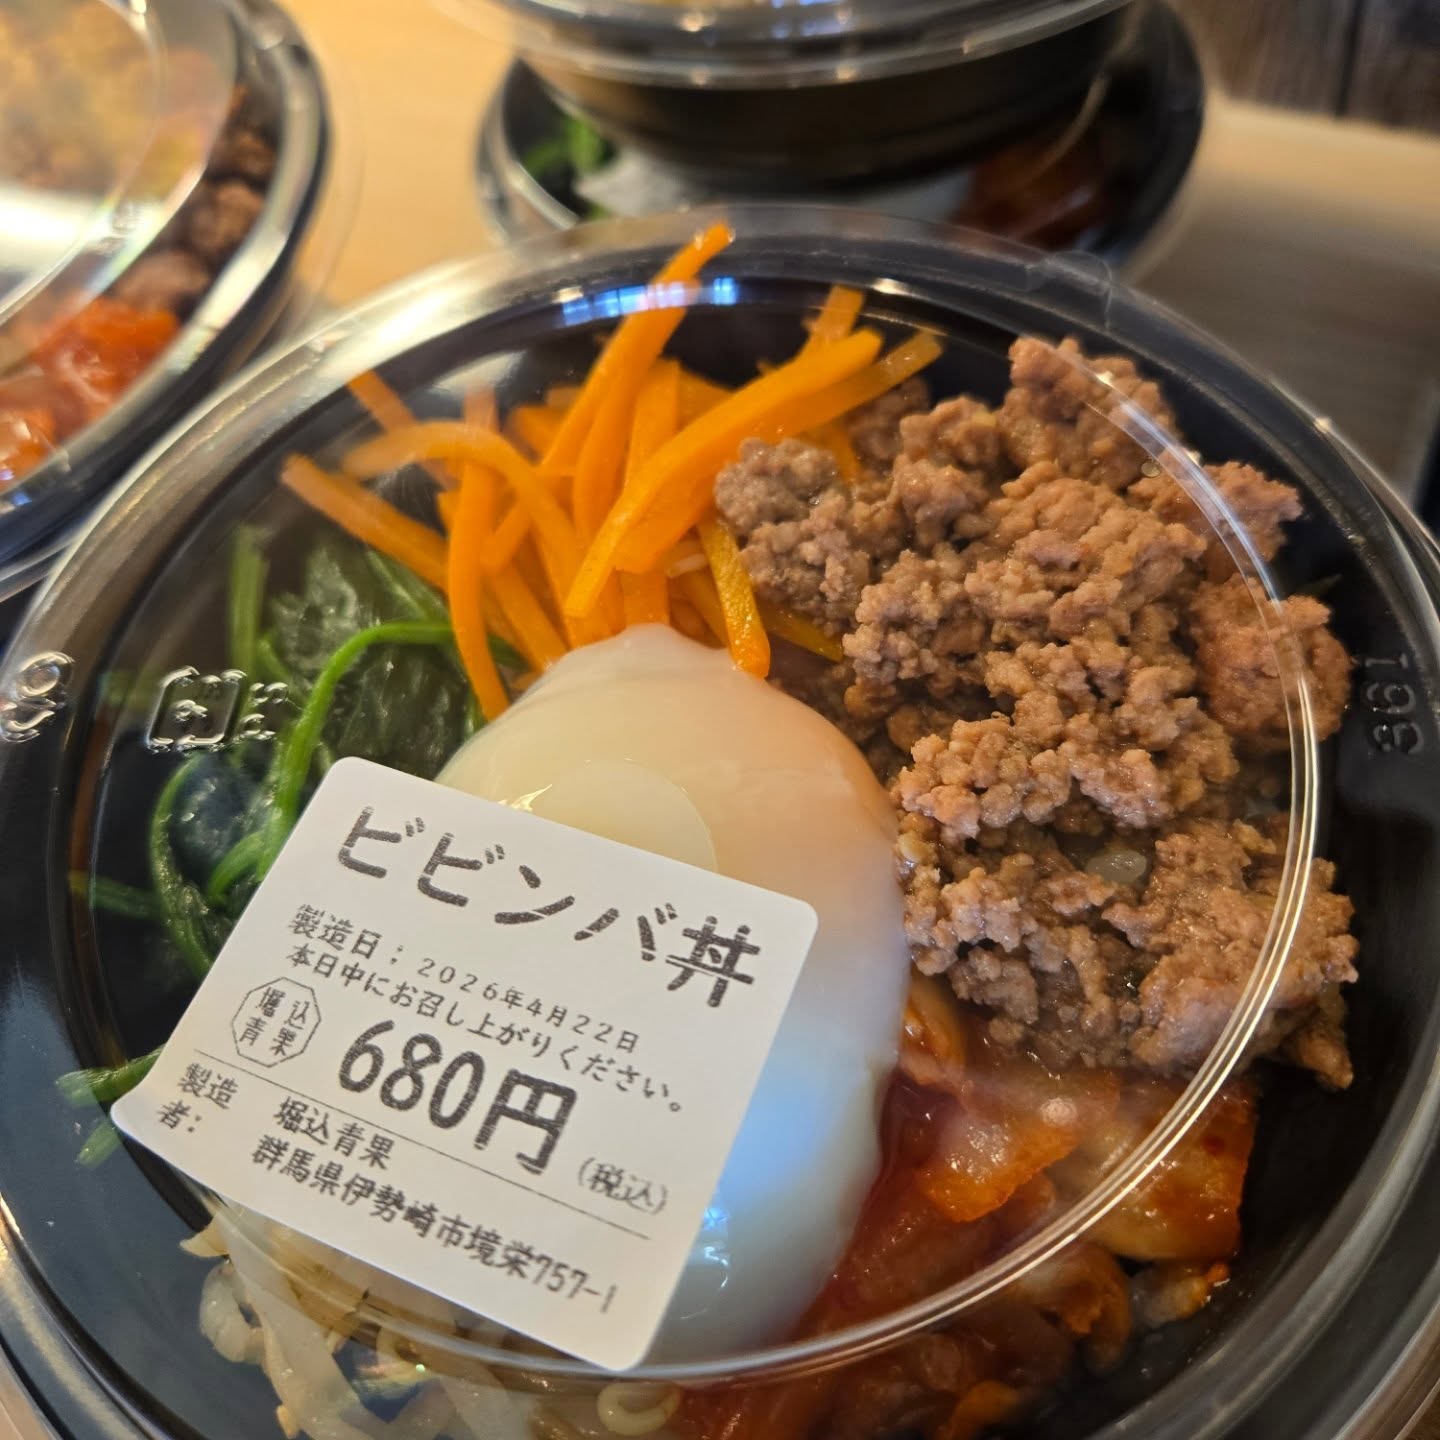 ビビンバ丼
製造日：2026年4月22日
本日中にお召し上がりください。
堀込
青果
680円
(税込)
製造者：
堀込青果
群馬県伊勢崎市境栄757-1
198